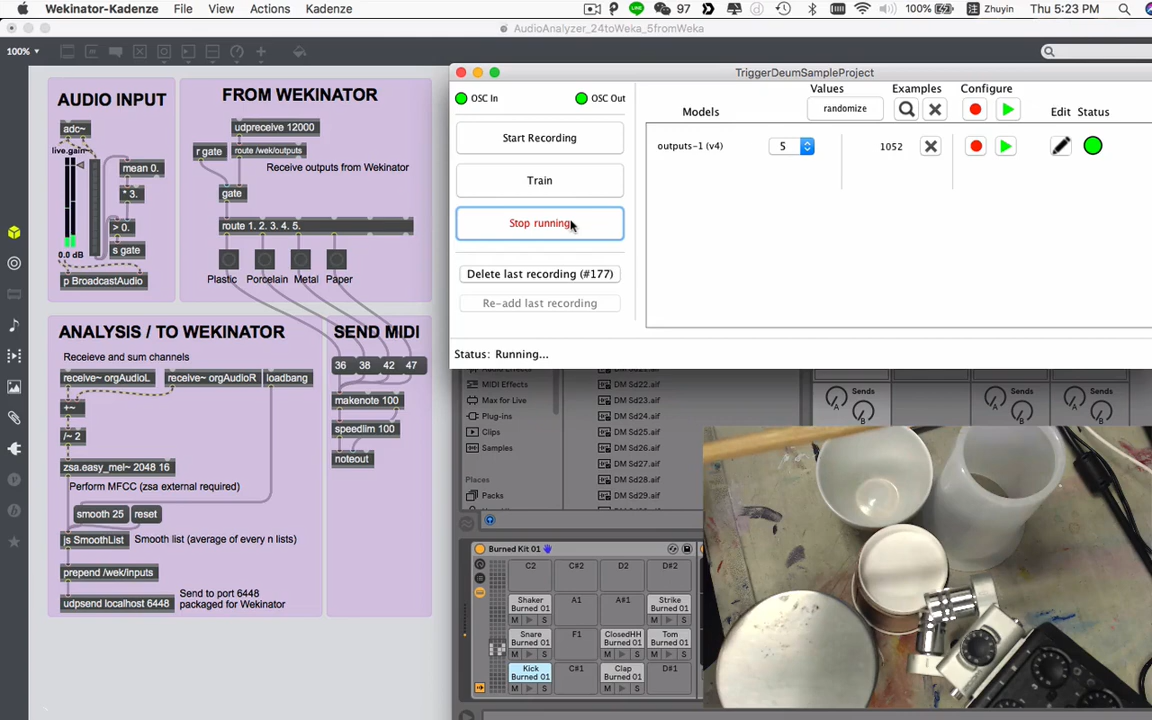 Wekinator-Kadenze File View Actions Kadenze 97 100% Zhuyin Thu 5:23 PM
AudioAnalyzer_24toWeka_5fromWeka
100%
AUDIO INPUT
adc~
live.gain~
mean 0.
* 3.
> 0.
s gate
0.0 dB
p BroadcastAudio
FROM WEKINATOR
udpreceive 12000
r gate
route /wek/outputs
Receive outputs from Wekinator
gate
route 1. 2. 3. 4. 5.
Plastic Porcelain Metal Paper
ANALYSIS / TO WEKINATOR
Receieve and sum channels
receive~ orgAudioL receive~ orgAudioR loadbang
+~
/~ 2
zsa.easy_mel~ 2048 16
Perform MFCC (zsa external required)
smooth 25 reset
js SmoothList Smooth list (average of every n lists)
prepend /wek/inputs
udpsend localhost 6448
Send to port 6448
packaged for Wekinator
SEND MIDI
36 38 42 47
makenote 100
speedlim 100
noteout
TriggerDeumSampleProject
OSC In OSC Out
Start Recording
Train
Stop running
Delete last recording (#177)
Re-add last recording
Status: Running...
Values Examples Configure
Models randomize Edit Status
outputs-1 (v4) 5 1052
MIDI Effects
Max for Live
Plug-ins
Clips
Samples
Places
Packs
DM Sd22.aif
DM Sd23.aif
DM Sd24.aif
DM Sd25.aif
DM Sd26.aif
DM Sd27.aif
DM Sd28.aif
DM Sd29.aif
Sends Sends Sends
A A A
B B B
Burned Kit 01
C2 C#2 D2 D#2
Shaker Burned 01 A1 A#1 Strike Burned 01
M S M S
Snare Burned 01 F1 ClosedHH Burned 01 Tom Burned 01
M S M S M S
Kick Burned 01 C#1 Clap Burned 01 D#1
M S M S